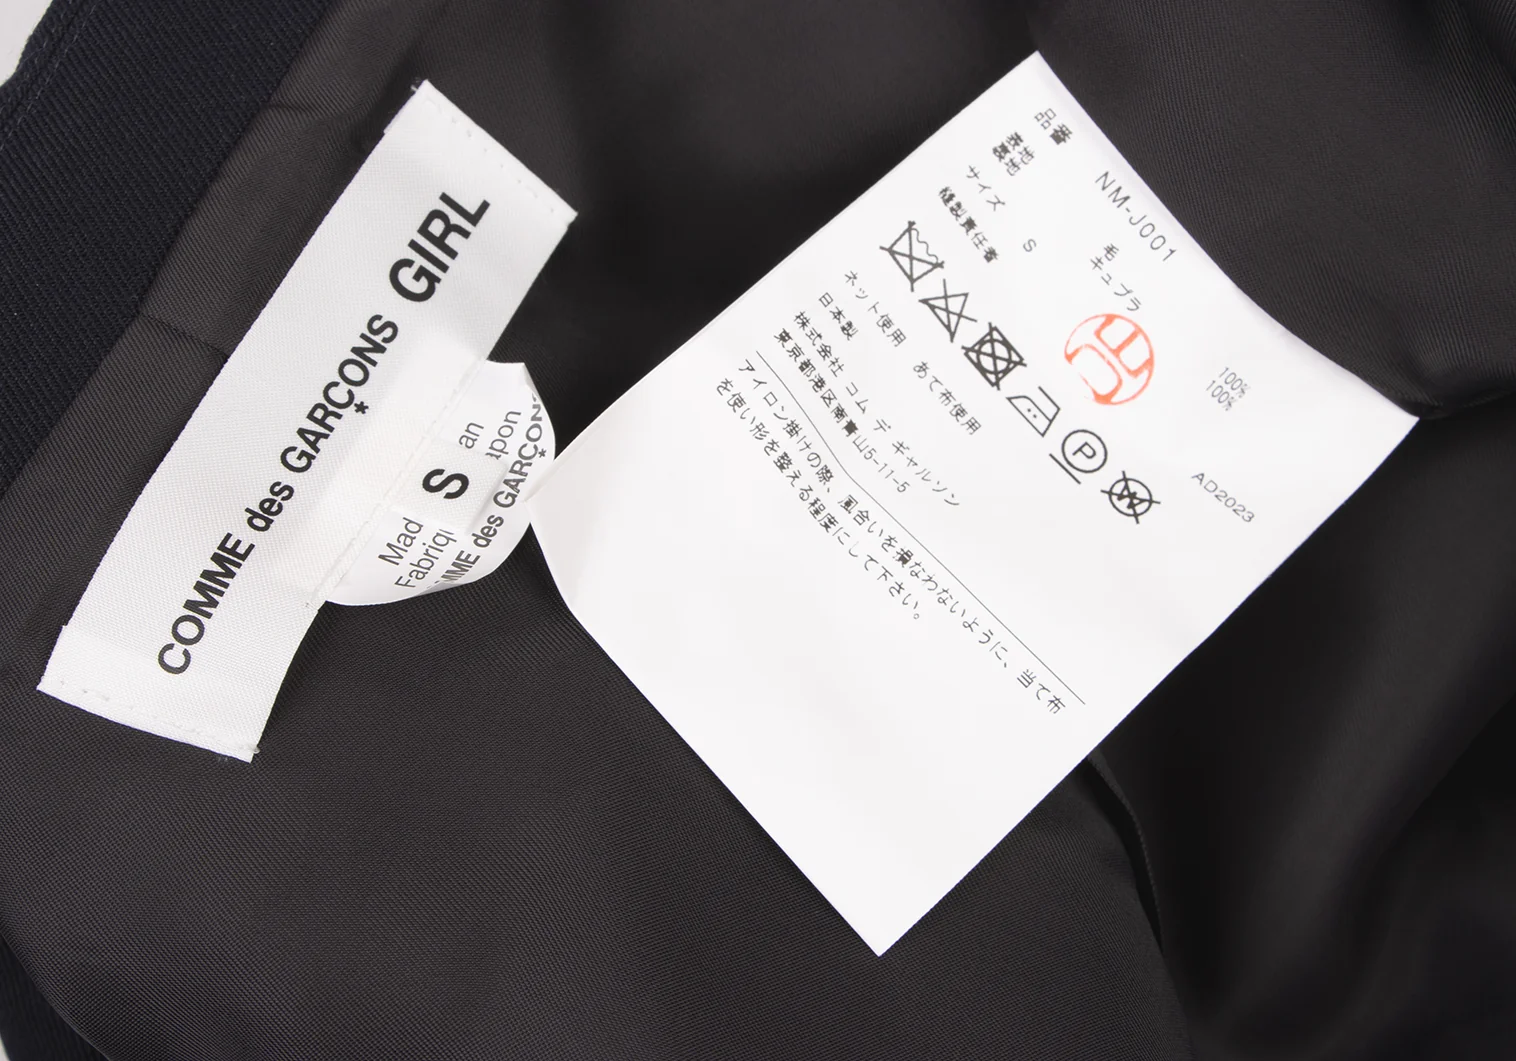 COMME des GARÇONS GIRL
S
Mad an
Fabriqu apon
MME des GARÇON
品番 NM-J001
表地 毛 100%
裏地 キュプラ 100%
サイズ S
縫製責任者
P
W
AD2023
ネット使用 あて布使用
日本製
株式会社 コム デ ギャルソン
東京都港区南青山5-11-5
アイロン掛けの際、風合いを損なわないように、当て布
を使い形を整える程度にして下さい。